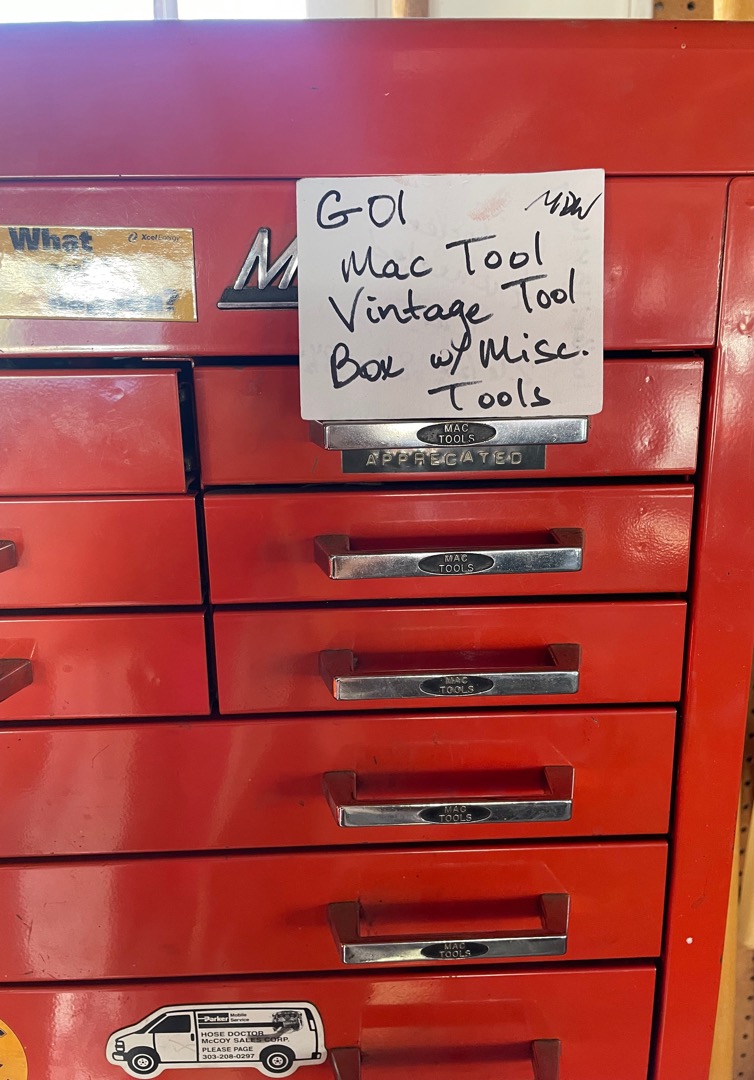 G01 MDW
Mac Tool
Vintage Tool
Box w/ Misc.
Tools
What
Xcel Energy
M
MAC
TOOLS
APPRECATED
MAC
TOOLS
MAC
TOOLS
MAC
TOOLS
MAC
TOOLS
Parker Mobile
Service
HOSE DOCTOR
McCOY SALES CORP.
PLEASE PAGE
303-208-0297